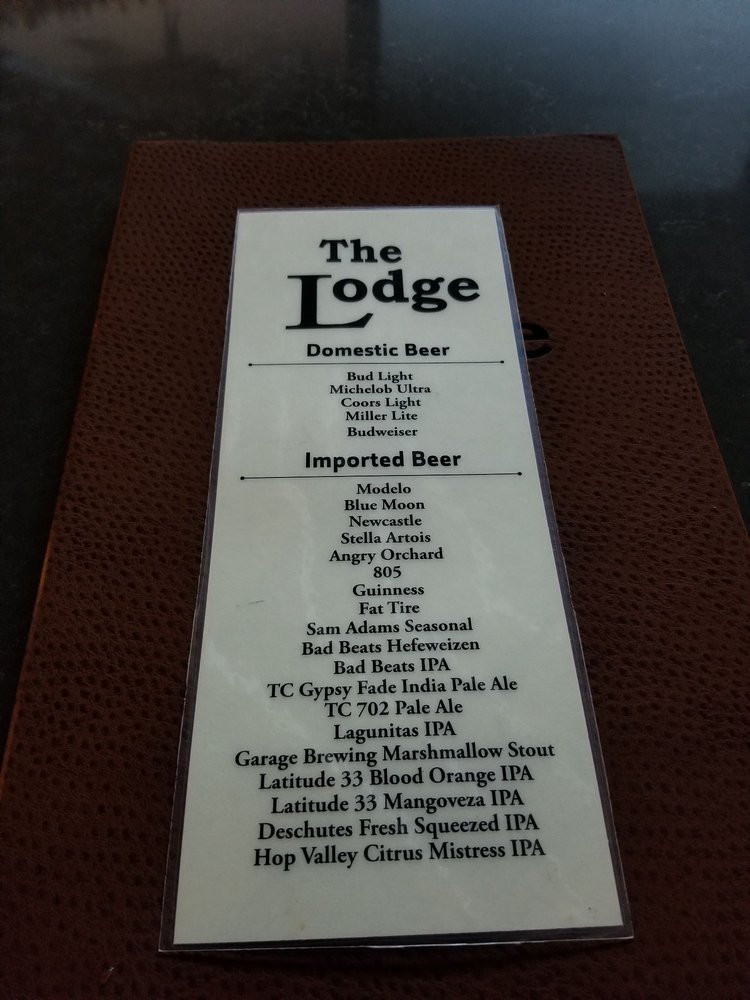 The
Lodge
Domestic Beer
Bud Light
Michelob Ultra
Coors Light
Miller Lite
Budweiser
Imported Beer
Modelo
Blue Moon
Newcastle
Stella Artois
Angry Orchard
805
Guinness
Fat Tire
Sam Adams Seasonal
Bad Beats Hefeweizen
Bad Beats IPA
TC Gypsy Fade India Pale Ale
TC 702 Pale Ale
Lagunitas IPA
Garage Brewing Marshmallow Stout
Latitude 33 Blood Orange IPA
Latitude 33 Mangoveza IPA
Deschutes Fresh Squeezed IPA
Hop Valley Citrus Mistress IPA